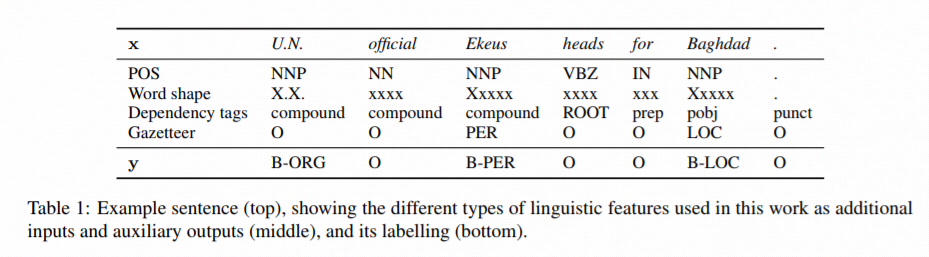 x U.N. official Ekeus heads for Baghdad .
POS NNP NN NNP VBZ IN NNP .
Word shape X.X. xxxx Xxxxx xxxx xxx Xxxxx .
Dependency tags compound compound compound ROOT prep pobj punct
Gazetteer O O PER O O LOC O
y B-ORG O B-PER O O B-LOC O
Table 1: Example sentence (top), showing the different types of linguistic features used in this work as additional
inputs and auxiliary outputs (middle), and its labelling (bottom).